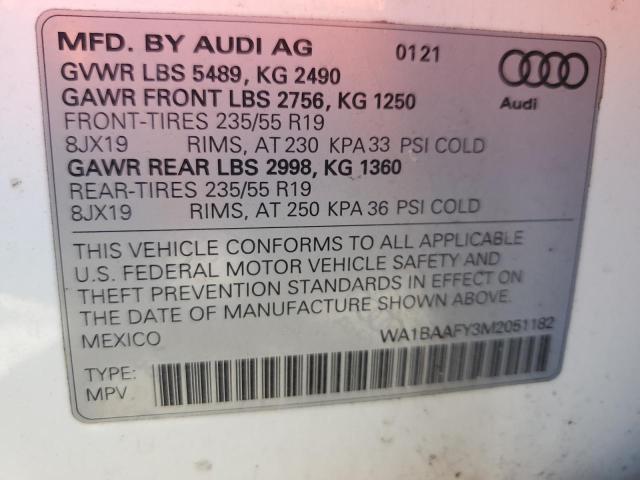 MFD. BY AUDI AG 0121
GVWR LBS 5489, KG 2490
GAWR FRONT LBS 2756, KG 1250
Audi
FRONT-TIRES 235/55 R19
8JX19 RIMS, AT 230 KPA 33 PSI COLD
GAWR REAR LBS 2998, KG 1360
REAR-TIRES 235/55 R19
8JX19 RIMS, AT 250 KPA 36 PSI COLD
THIS VEHICLE CONFORMS TO ALL APPLICABLE
U.S. FEDERAL MOTOR VEHICLE SAFETY AND
THEFT PREVENTION STANDARDS IN EFFECT ON
THE DATE OF MANUFACTURE SHOWN ABOVE.
MEXICO WA1BAAFY3M2051182
TYPE:
MPV